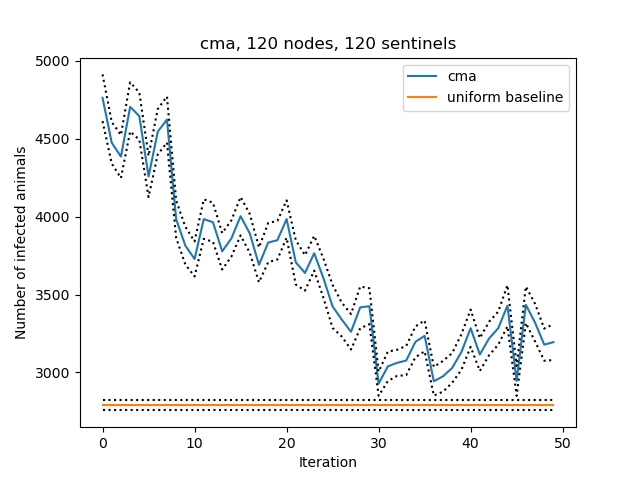 cma, 120 nodes, 120 sentinels
cma
uniform baseline
Number of infected animals
5000
4500
4000
3500
3000
0 10 20 30 40 50
Iteration